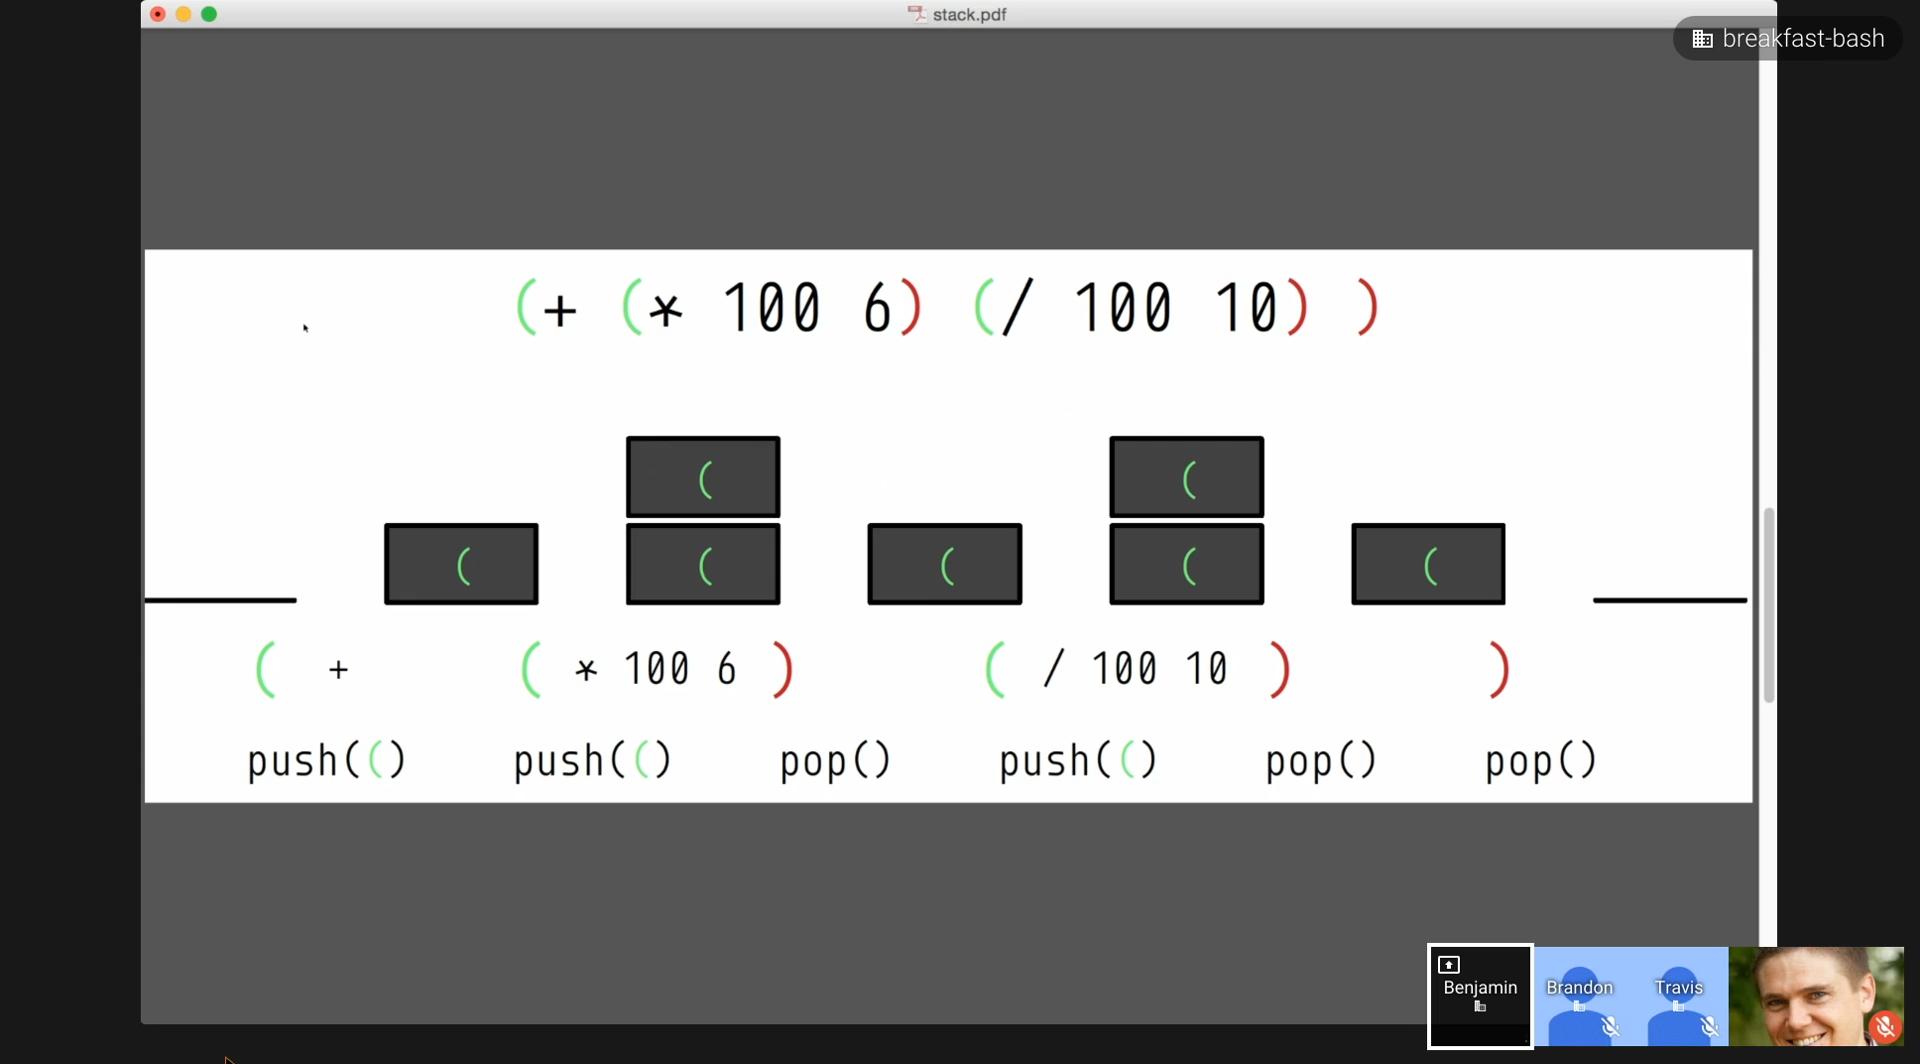 stack.pdf
breakfast-bash
(+ (* 100 6) (/ 100 10) )
(
(
(
(
(
(
(
( + ( * 100 6 ) ( / 100 10 ) )
push(() push(() pop() push(() pop() pop()
Benjamin
Brandon
Travis